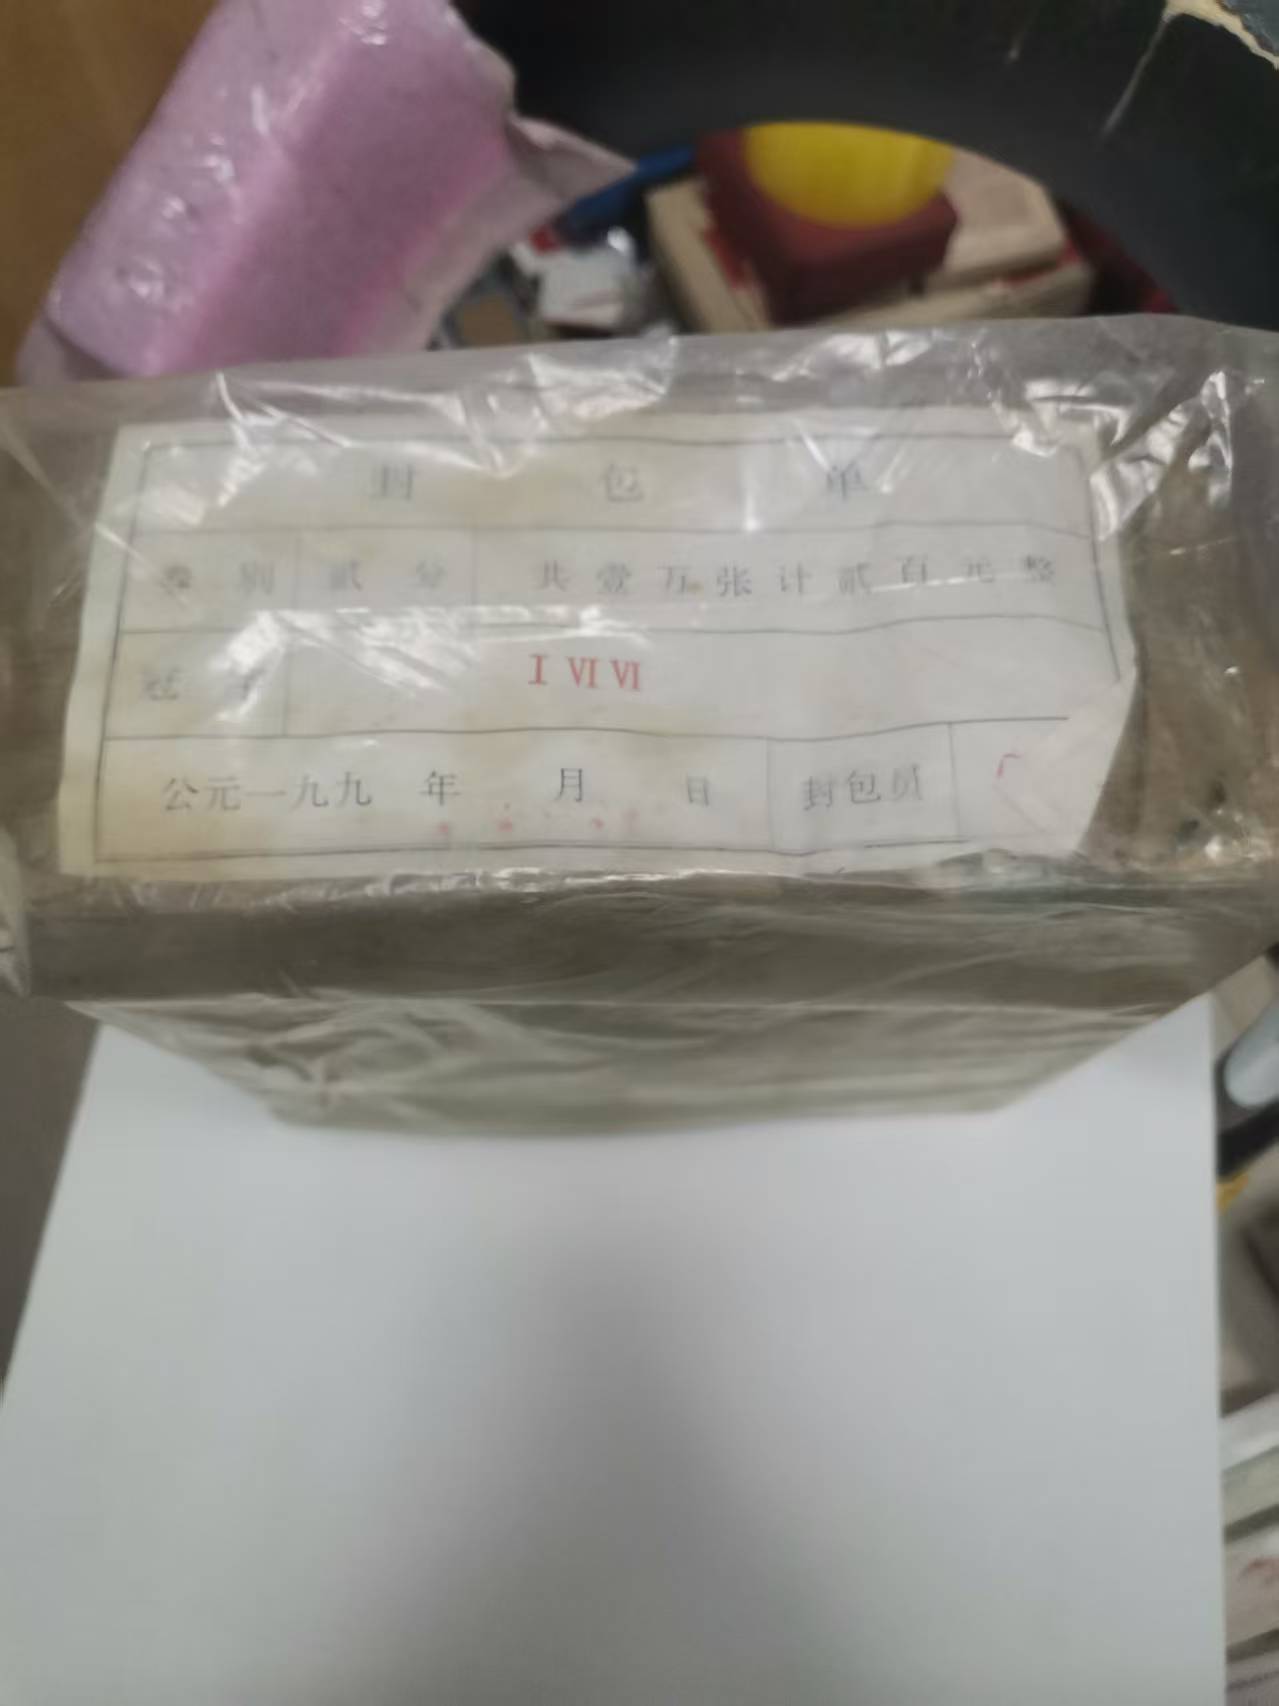 封 包 单
券 别 贰 分 共 壹 万 张 计 贰 百 元 整
冠 字 I VI VI
公元一九九 年 月 日 封包员